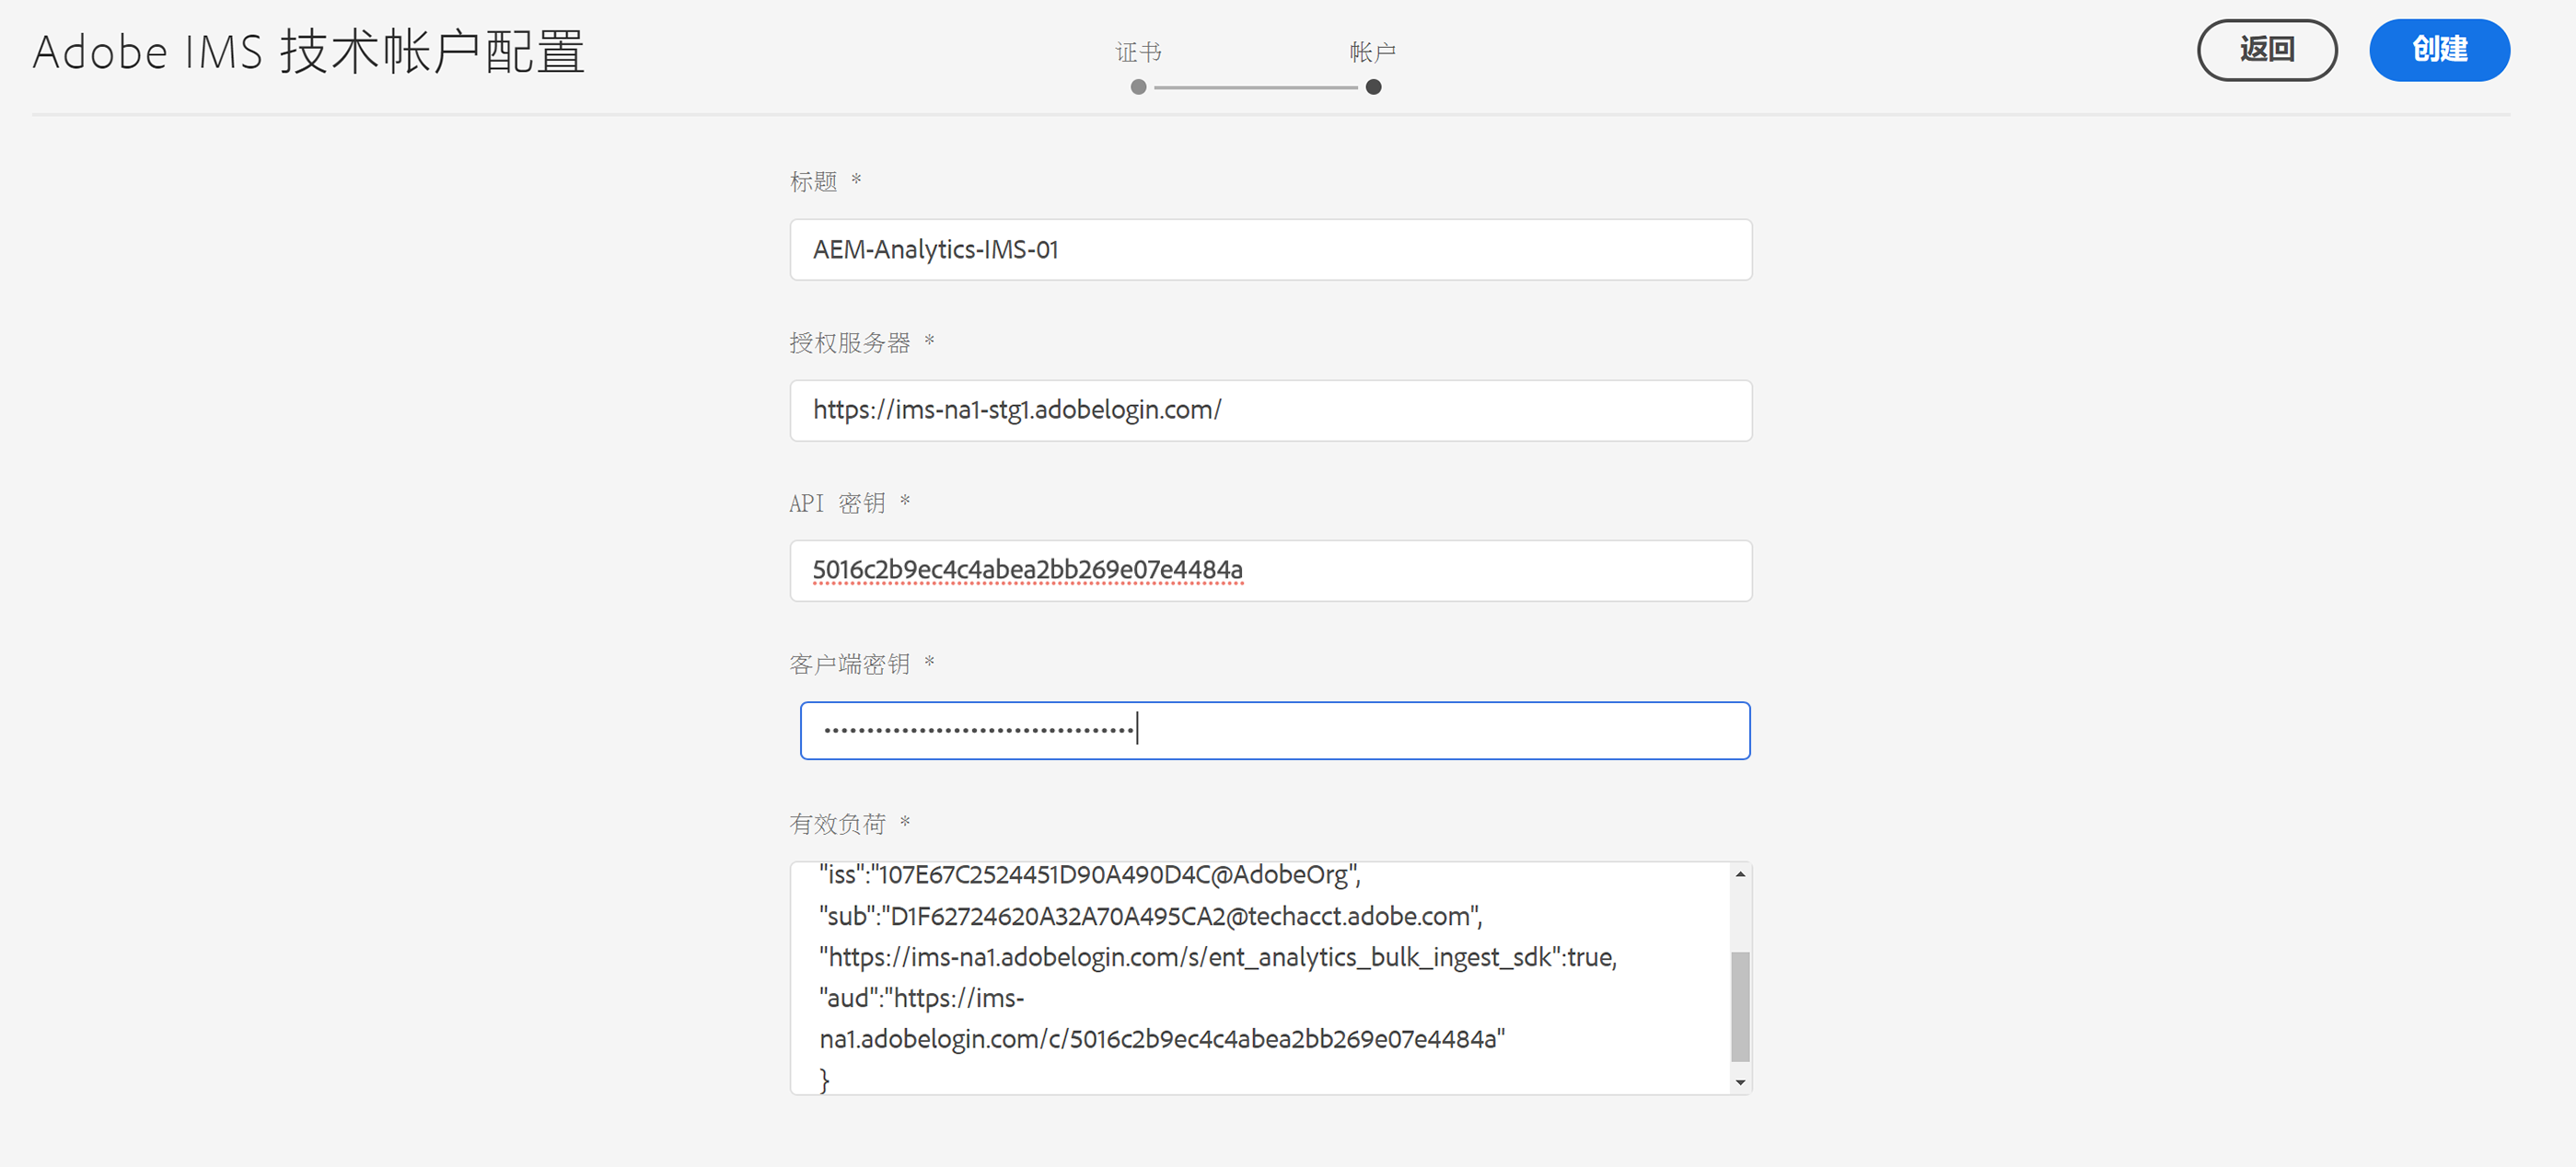 Adobe IMS 技术帐户配置
证书
帐户
返回
创建
标题 *
AEM-Analytics-IMS-01
授权服务器 *
https://ims-na1-stg1.adobelogin.com/
API 密钥 *
5016c2b9ec4c4abea2bb269e07e4484a
客户端密钥 *
••••••••••••••••••••••••••••••••••••
有效负荷 *
"iss":"107E67C2524451D90A490D4C@AdobeOrg",
"sub":"D1F62724620A32A70A495CA2@techacct.adobe.com",
"https://ims-na1.adobelogin.com/s/ent_analytics_bulk_ingest_sdk":true,
"aud":"https://ims-
na1.adobelogin.com/c/5016c2b9ec4c4abea2bb269e07e4484a"
}